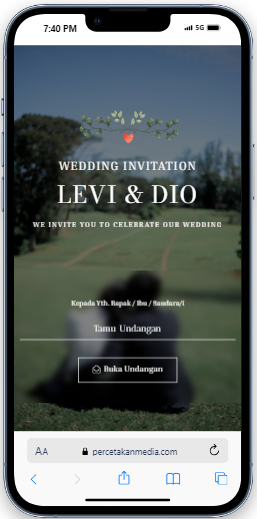 7:40 PM
5G
WEDDING INVITATION
LEVI & DIO
WE INVITE YOU TO CELEBRATE OUR WEDDING
Kepada Yth. Bapak / Ibu / Saudara/i
Tamu Undangan
Buka Undangan
AA percetakanmedia.com